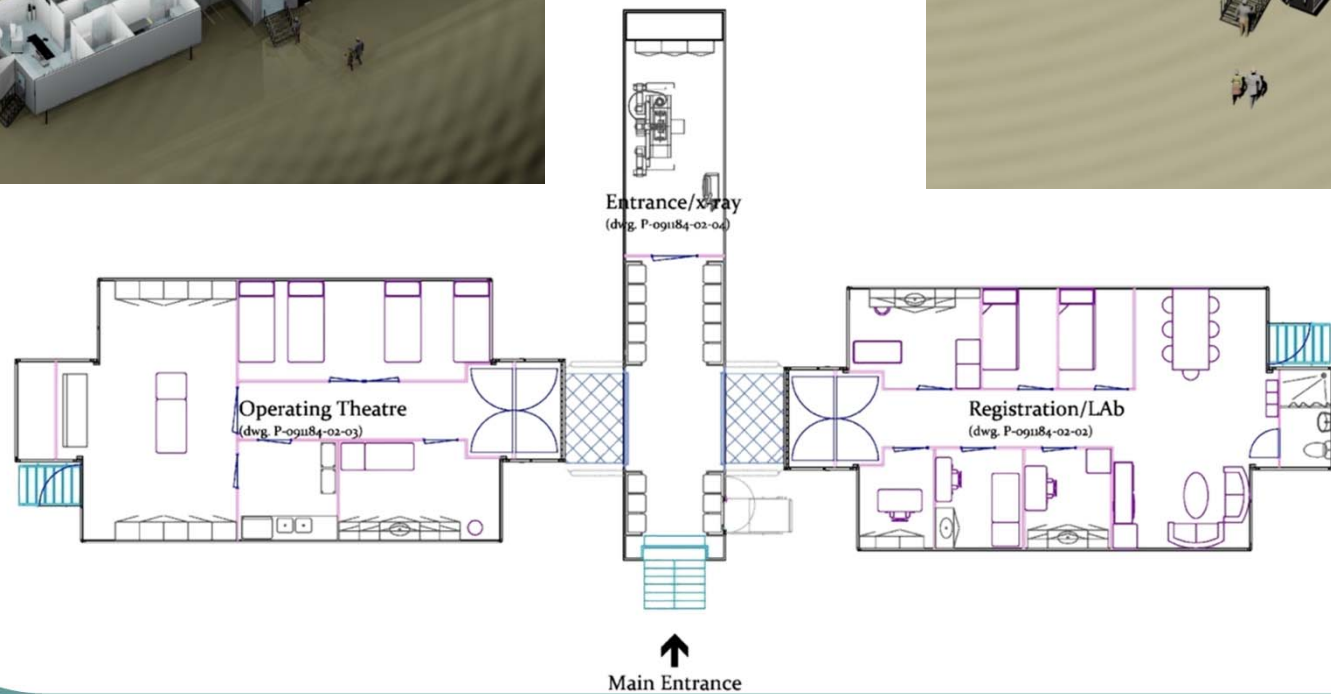 Entrance/x-ray
(dwg. P-091184-02-04)
Operating Theatre
(dwg. P-091184-02-03)
Registration/LAb
(dwg. P-091184-02-02)
Main Entrance